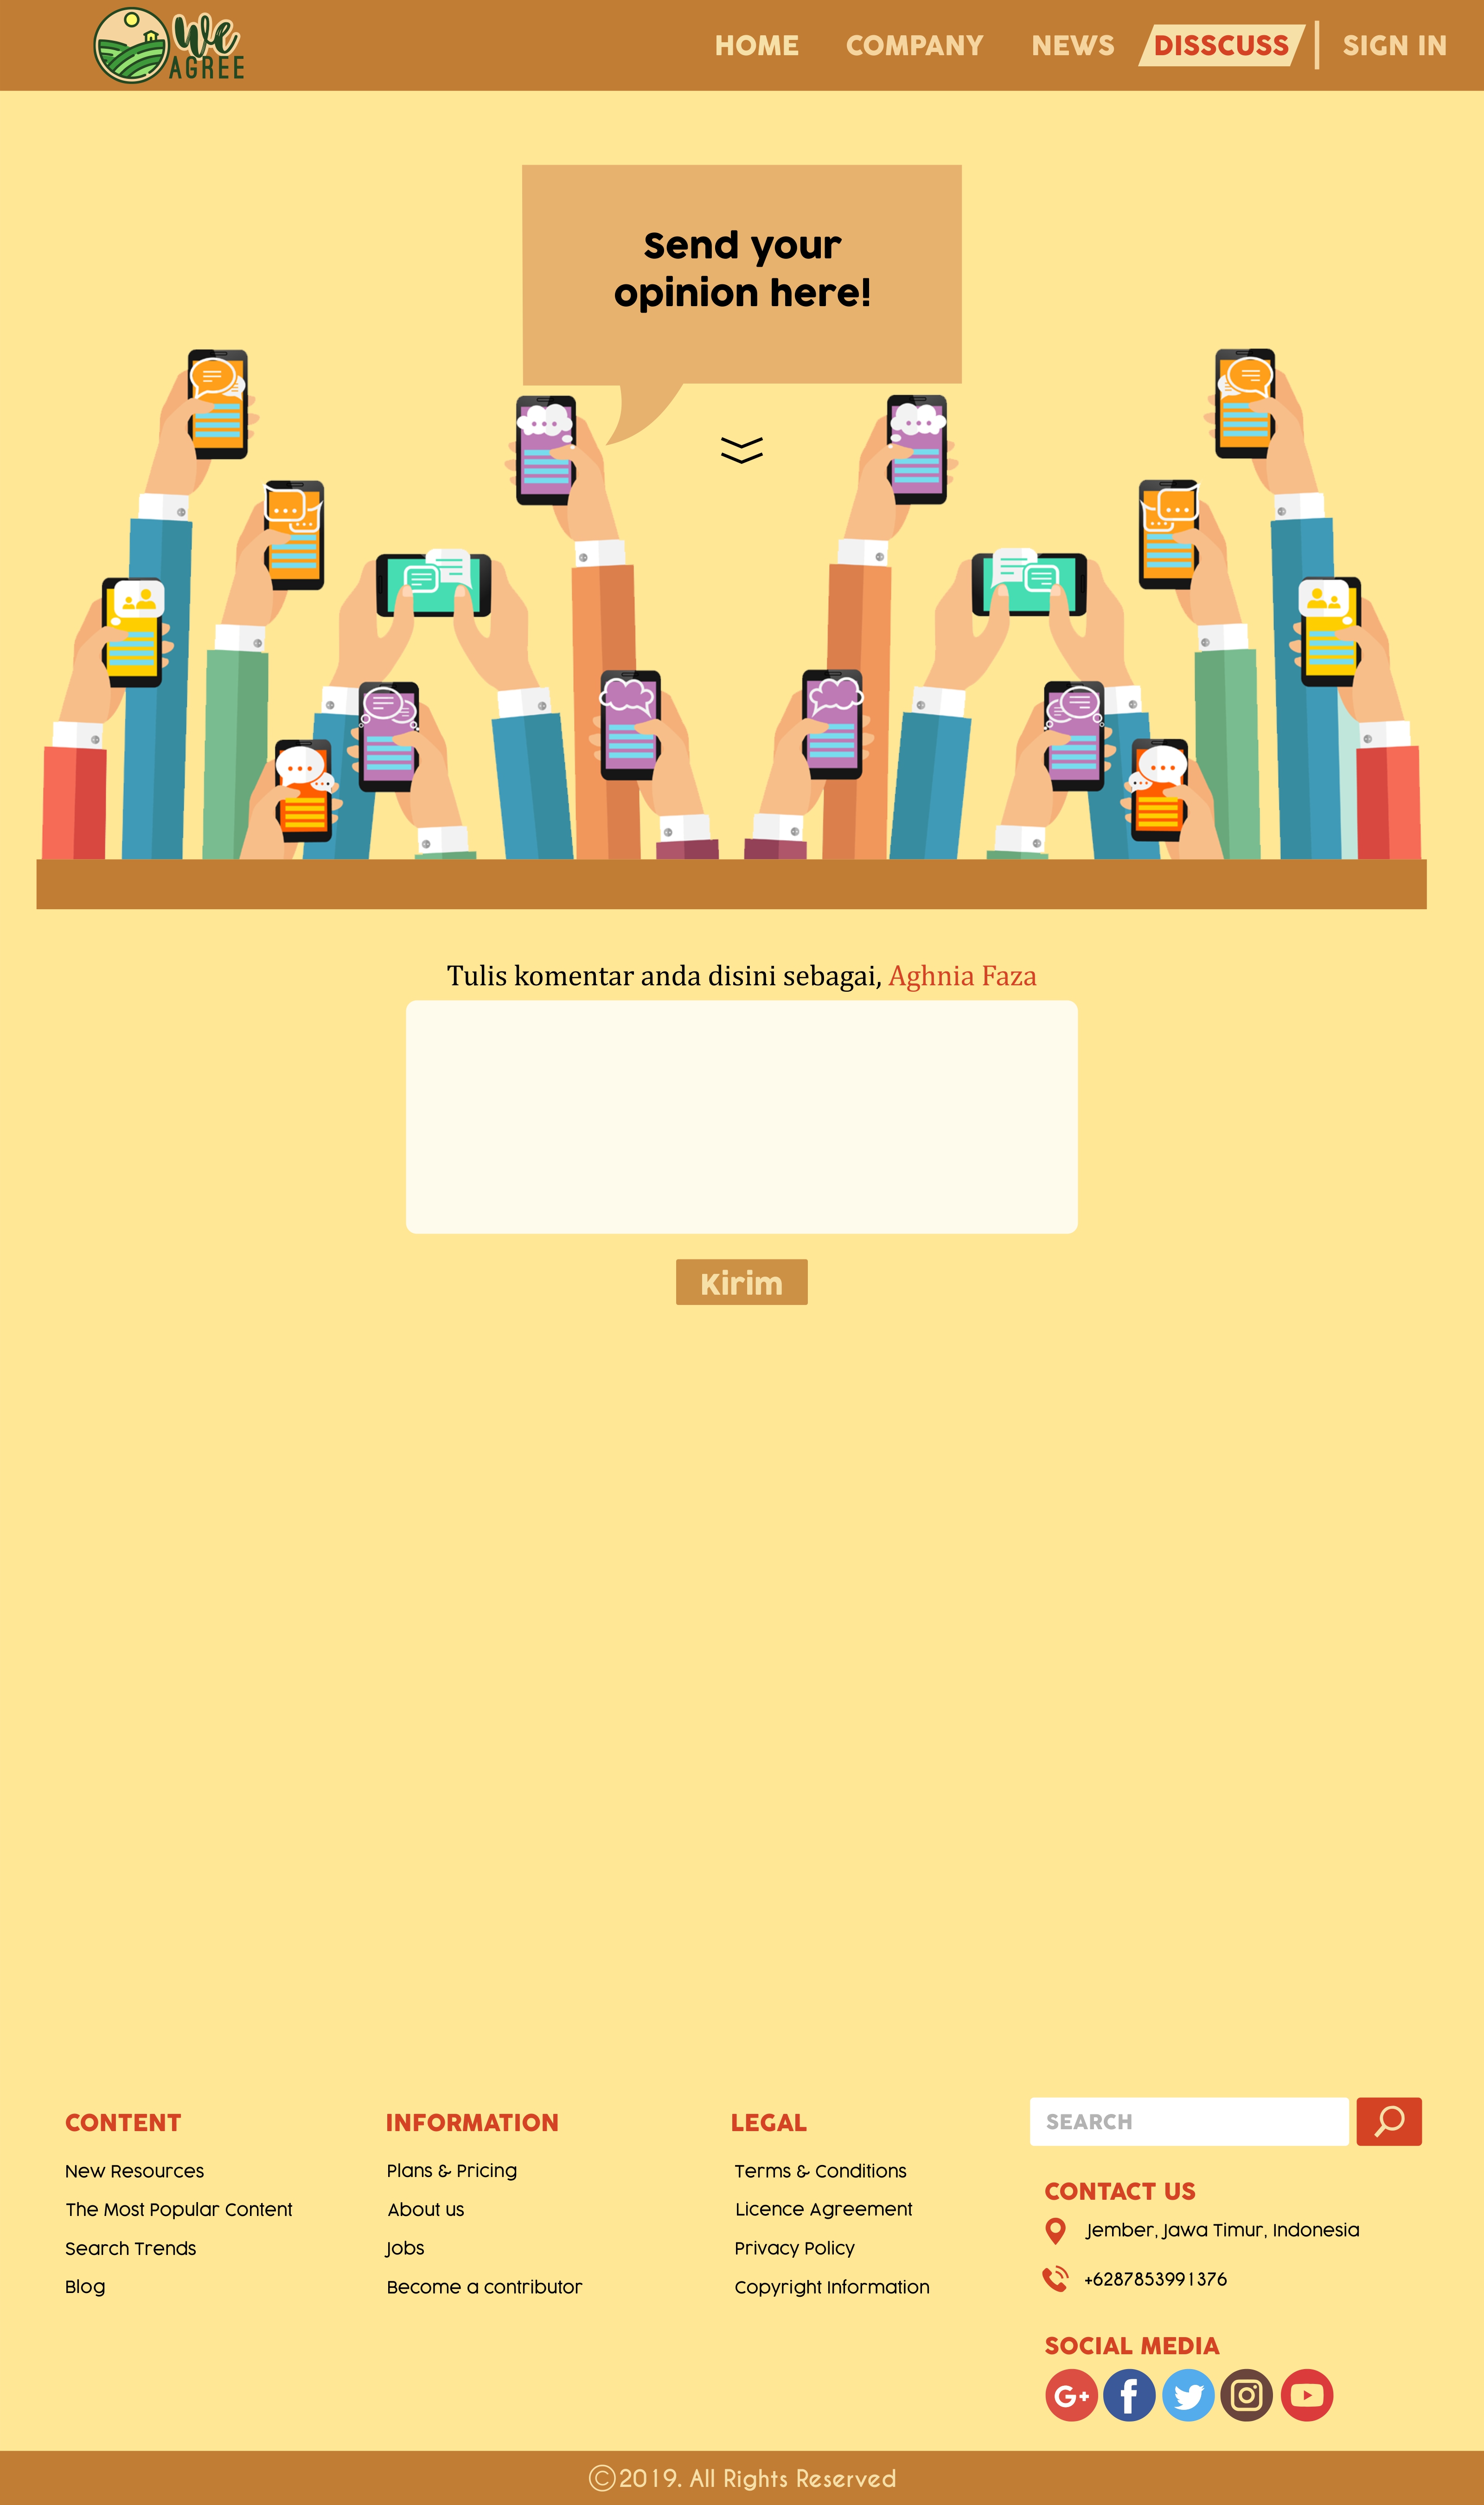 We
AGREE
HOME COMPANY NEWS DISSCUSS SIGN IN
Send your
opinion here!
Tulis komentar anda disini sebagai, Aghnia Faza
Kirim
CONTENT
New Resources
The Most Popular Content
Search Trends
Blog
INFORMATION
Plans & Pricing
About us
Jobs
Become a contributor
LEGAL
Terms & Conditions
Licence Agreement
Privacy Policy
Copyright Information
SEARCH
CONTACT US
Jember, Jawa Timur, Indonesia
+6287853991376
SOCIAL MEDIA
G+ f
©2019. All Rights Reserved